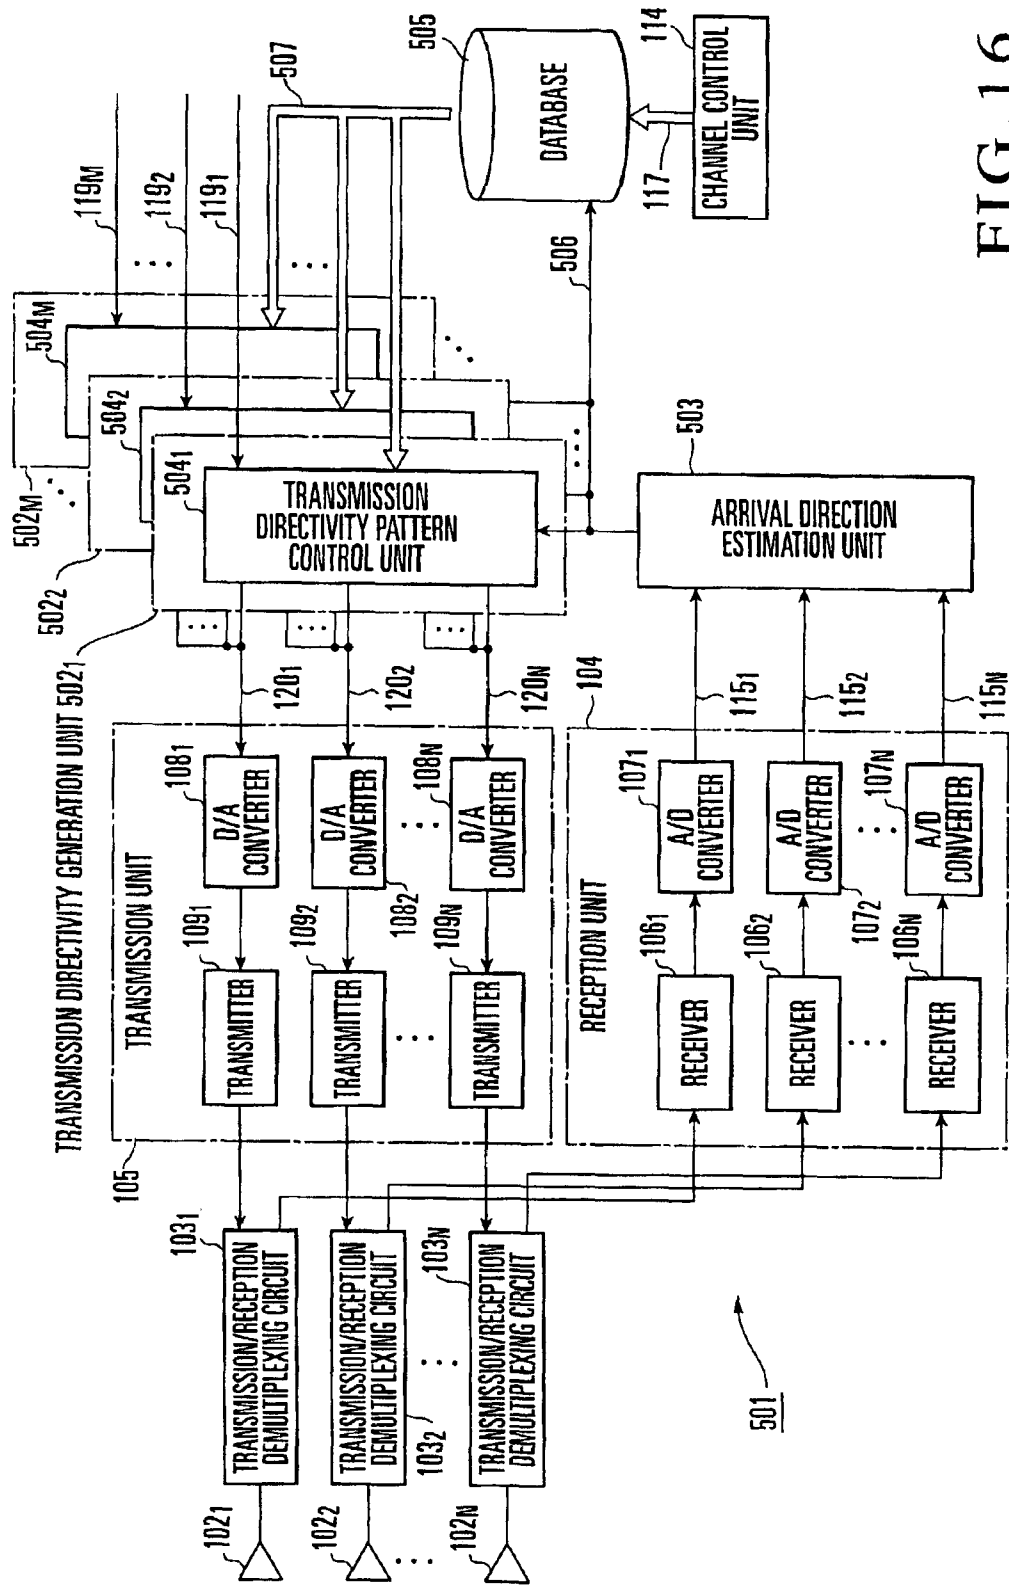 FIG. 16
TRANSMISSION DIRECTIVITY GENERATION UNIT 502₁
502₂
502M
504M
504₂
504₁
119M
119₂
119₁
507
505
DATABASE
114
CHANNEL CONTROL
UNIT
117
506
TRANSMISSION
DIRECTIVITY PATTERN
CONTROL UNIT
503
ARRIVAL DIRECTION
ESTIMATION UNIT
105
TRANSMISSION UNIT
120₁
120₂
120N
108₁
D/A
CONVERTER
D/A
CONVERTER
108₂
108N
D/A
CONVERTER
109₁
TRANSMITTER
109₂
TRANSMITTER
109N
TRANSMITTER
104
RECEPTION UNIT
115₁
115₂
115N
107₁
A/D
CONVERTER
A/D
CONVERTER
107₂
107N
A/D
CONVERTER
106₁
RECEIVER
106₂
RECEIVER
106N
RECEIVER
103₁
TRANSMISSION/RECEPTION
DEMULTIPLEXING CIRCUIT
TRANSMISSION/RECEPTION
DEMULTIPLEXING CIRCUIT
103₂
103N
TRANSMISSION/RECEPTION
DEMULTIPLEXING CIRCUIT
102₁
102₂
102N
501